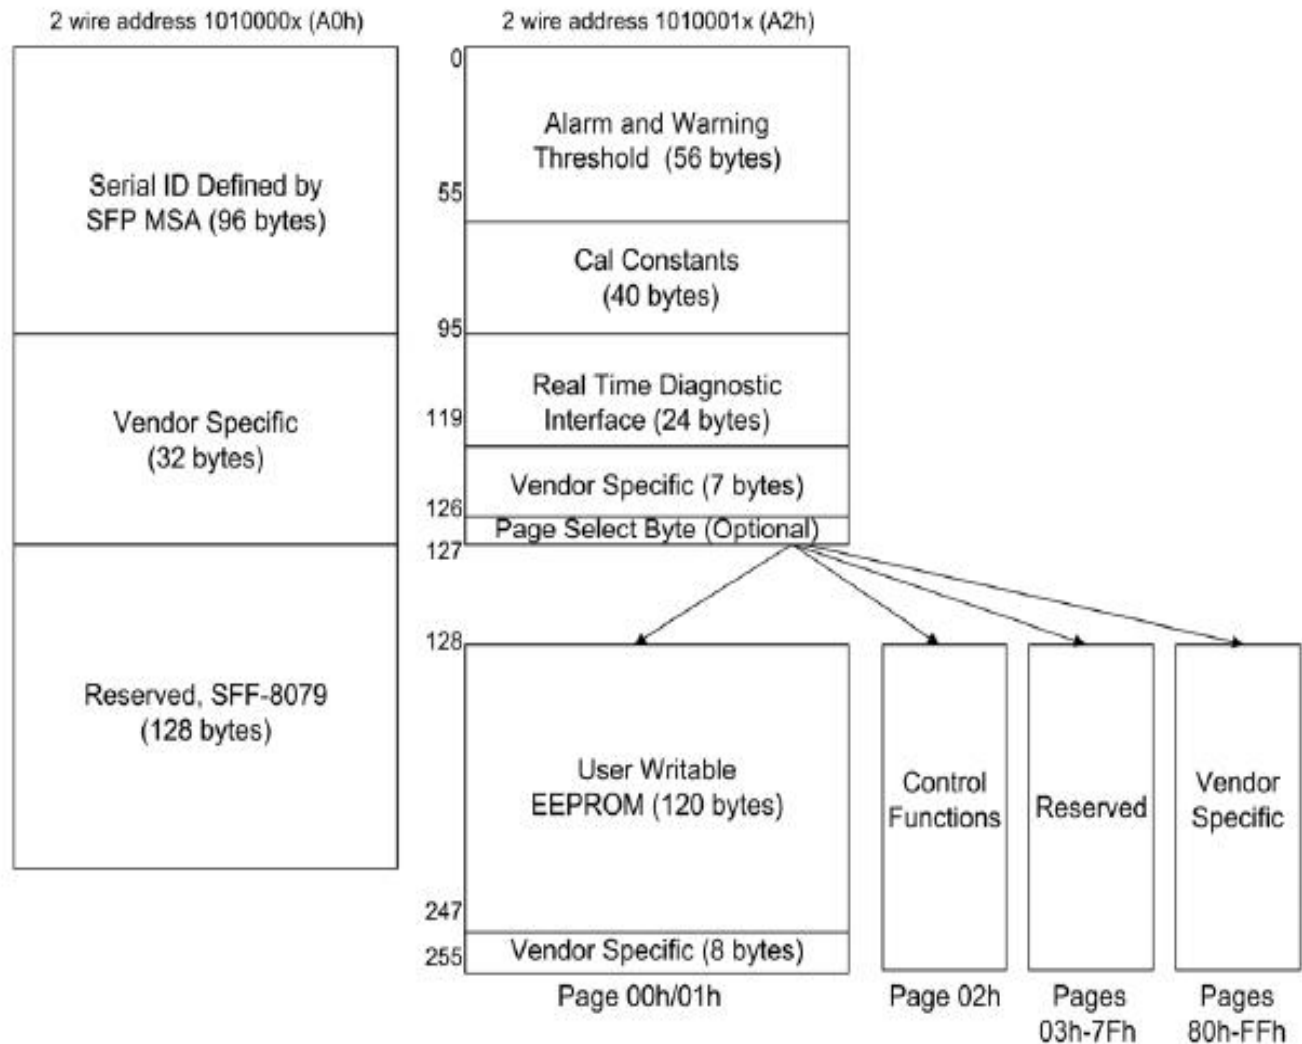 2 wire address 1010000x (A0h)
Serial ID Defined by
SFP MSA (96 bytes)
Vendor Specific
(32 bytes)
Reserved, SFF-8079
(128 bytes)
2 wire address 1010001x (A2h)
0
Alarm and Warning
Threshold (56 bytes)
55
Cal Constants
(40 bytes)
95
Real Time Diagnostic
Interface (24 bytes)
119
Vendor Specific (7 bytes)
126
Page Select Byte (Optional)
127
128
User Writable
EEPROM (120 bytes)
247
Vendor Specific (8 bytes)
255
Page 00h/01h
Control
Functions
Page 02h
Reserved
Pages
03h-7Fh
Vendor
Specific
Pages
80h-FFh